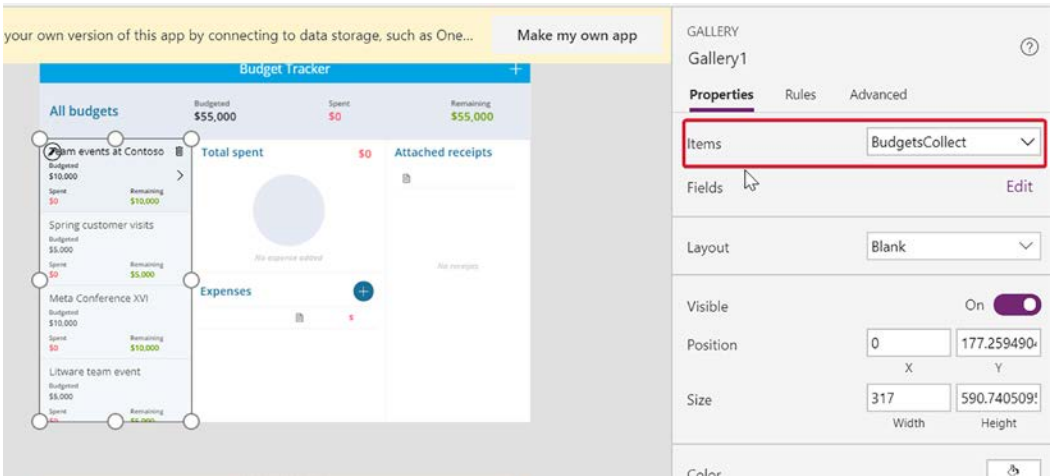 your own version of this app by connecting to data storage, such as One...
Make my own app
Budget Tracker
All budgets
Budgeted
$55,000
Spent
$0
Remaining
$55,000
Team events at Contoso
Budgeted
$10,000
Spent
$0
Remaining
$10,000
Spring customer visits
Budgeted
$5,000
Spent
$0
Remaining
$5,000
Meta Conference XVI
Budgeted
$10,000
Spent
$0
Remaining
$10,000
Litware team event
Budgeted
$5,000
Spent
$0
Remaining
$5,000
Total spent
$0
No expense added
Expenses
$
Attached receipts
No receipts
GALLERY
Gallery1
Properties
Rules
Advanced
Items
BudgetsCollect
Fields
Edit
Layout
Blank
Visible
On
Position
0
177.259490
X
Y
Size
317
590.740509
Width
Height
Color